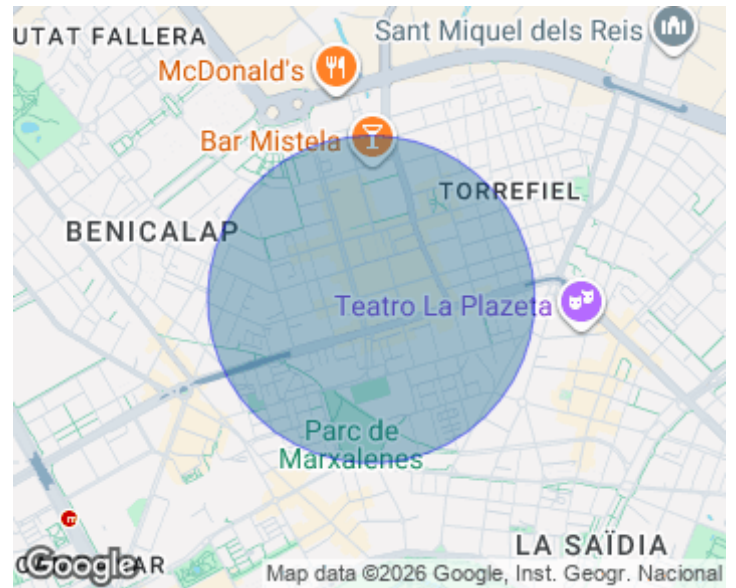 UTAT FALLERA
Sant Miquel dels Reis
McDonald's
Bar Mistela
TORREFIEL
BENICALAP
Teatro La Plazeta
Parc de
Marxalenes
LA SAÏDIA
Google
AR
Map data ©2026 Google, Inst. Geogr. Nacional